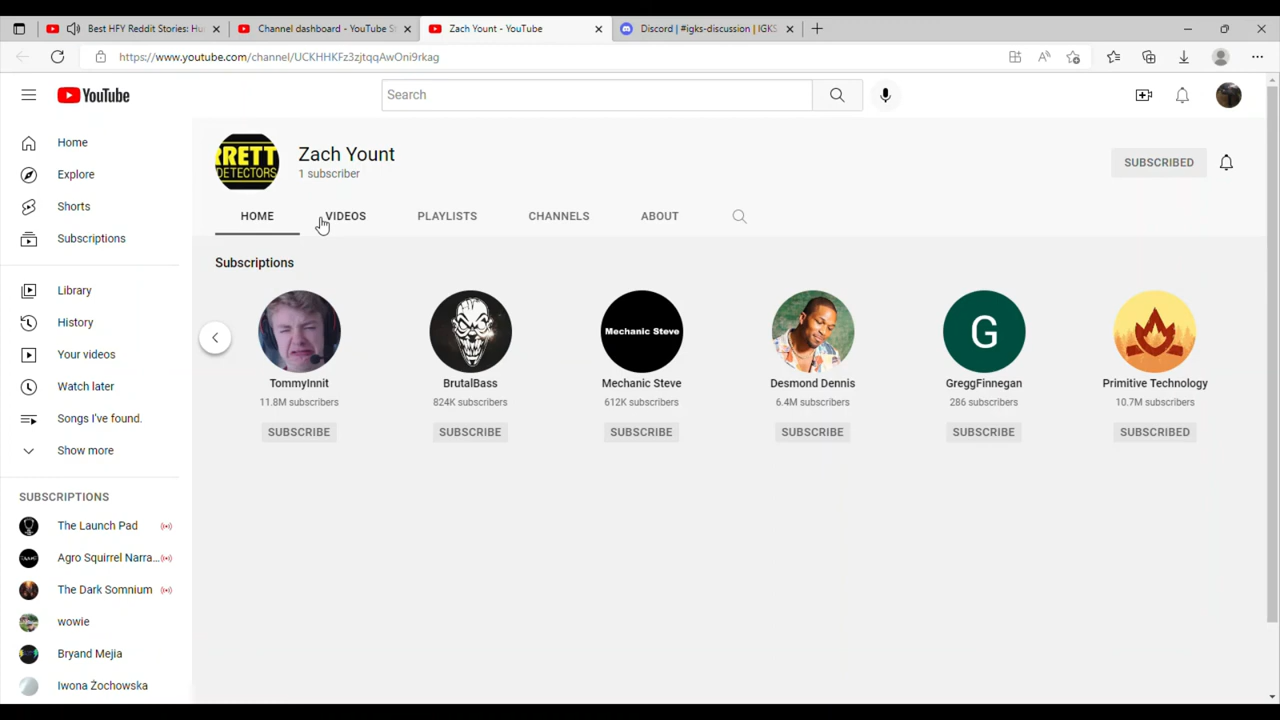 Best HFY Reddit Stories: Hu
Channel dashboard - YouTube St
Zach Yount - YouTube
Discord | #igks-discussion | IGKS
https://www.youtube.com/channel/UCKHHKFz3zjtqqAwOni9rkag
YouTube
Search
Home
Explore
Shorts
Subscriptions
Library
History
Your videos
Watch later
Songs I've found.
Show more
SUBSCRIPTIONS
The Launch Pad
Agro Squirrel Narra...
The Dark Somnium
wowie
Bryand Mejia
Iwona Żochowska
RRETT
DETECTORS
Zach Yount
1 subscriber
SUBSCRIBED
HOME VIDEOS PLAYLISTS CHANNELS ABOUT
Subscriptions
Mechanic Steve
G
TommyInnit BrutalBass Mechanic Steve Desmond Dennis GreggFinnegan Primitive Technology
11.8M subscribers 824K subscribers 612K subscribers 6.4M subscribers 286 subscribers 10.7M subscribers
SUBSCRIBE SUBSCRIBE SUBSCRIBE SUBSCRIBE SUBSCRIBE SUBSCRIBED